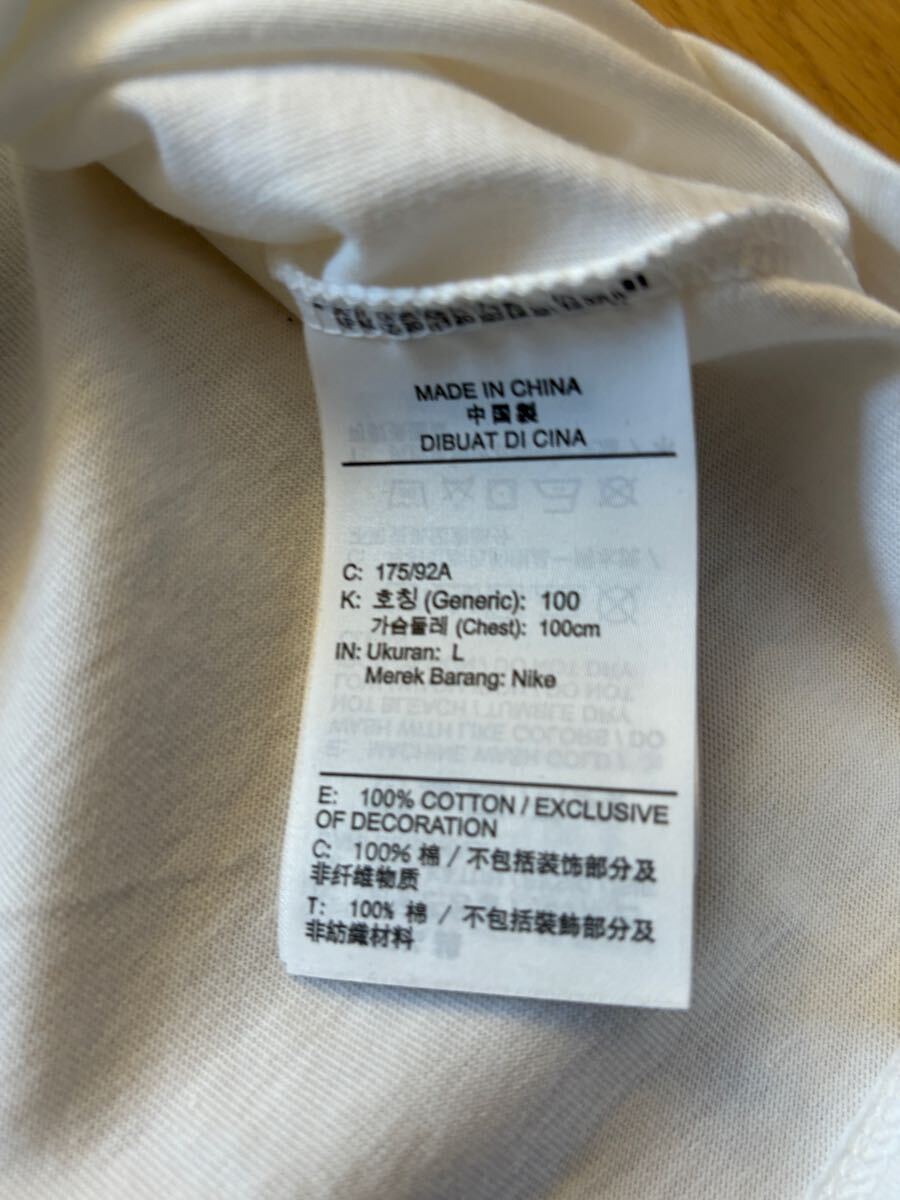 MADE IN CHINA
中国製
DIBUAT DI CINA
C: 175/92A
K: 호칭 (Generic): 100
가슴둘레 (Chest): 100cm
IN: Ukuran: L
Merek Barang: Nike
E: 100% COTTON / EXCLUSIVE
OF DECORATION
C: 100% 棉 / 不包括装饰部分及
非纤维物质
T: 100% 棉 / 不包括裝飾部分及
非紡織材料